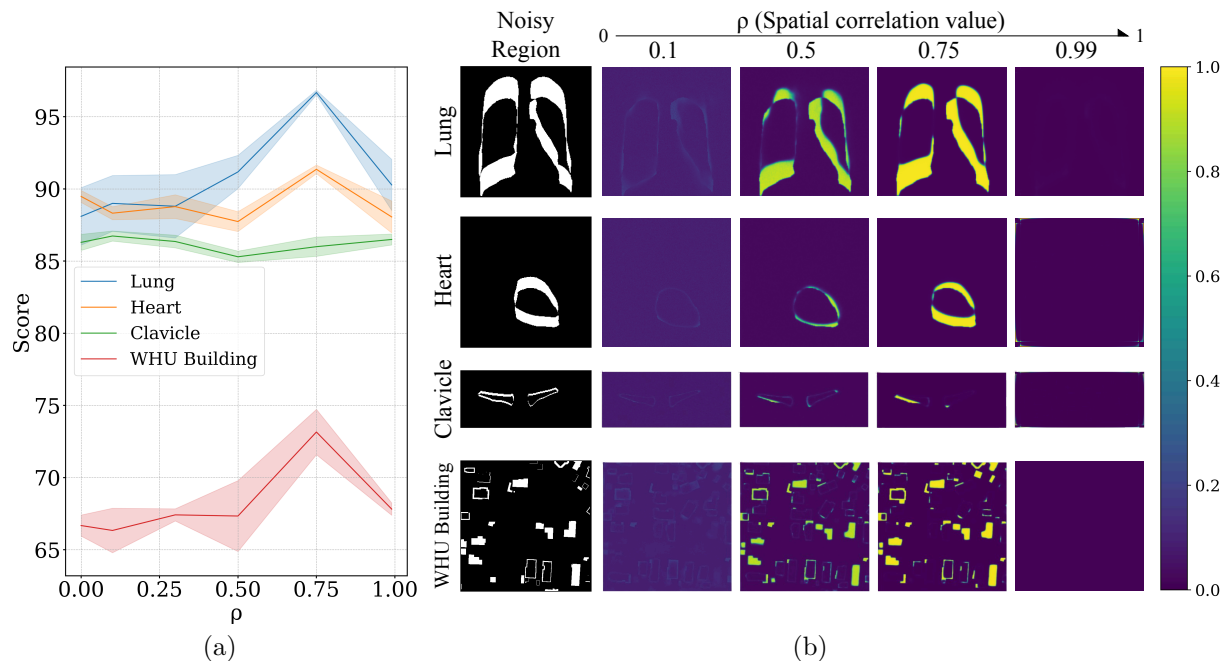 Score
95
90
85
80
75
70
65
Lung
Heart
Clavicle
WHU Building
0.00 0.25 0.50 0.75 1.00
ρ
(a)
Noisy
Region
ρ (Spatial correlation value)
0 1
0.1 0.5 0.75 0.99
Lung
Heart
Clavicle
WHU Building
1.0
0.8
0.6
0.4
0.2
0.0
(b)